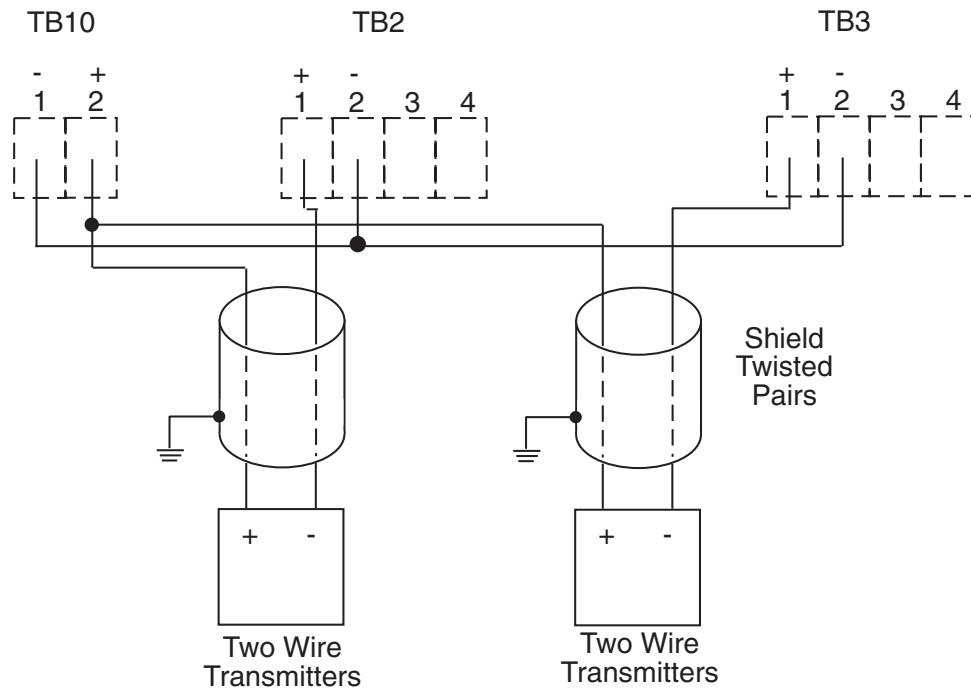 TB10 TB2 TB3
- + + - + -
1 2 1 2 3 4 1 2 3 4
Shield
Twisted
Pairs
+ - + -
Two Wire
Transmitters
Two Wire
Transmitters